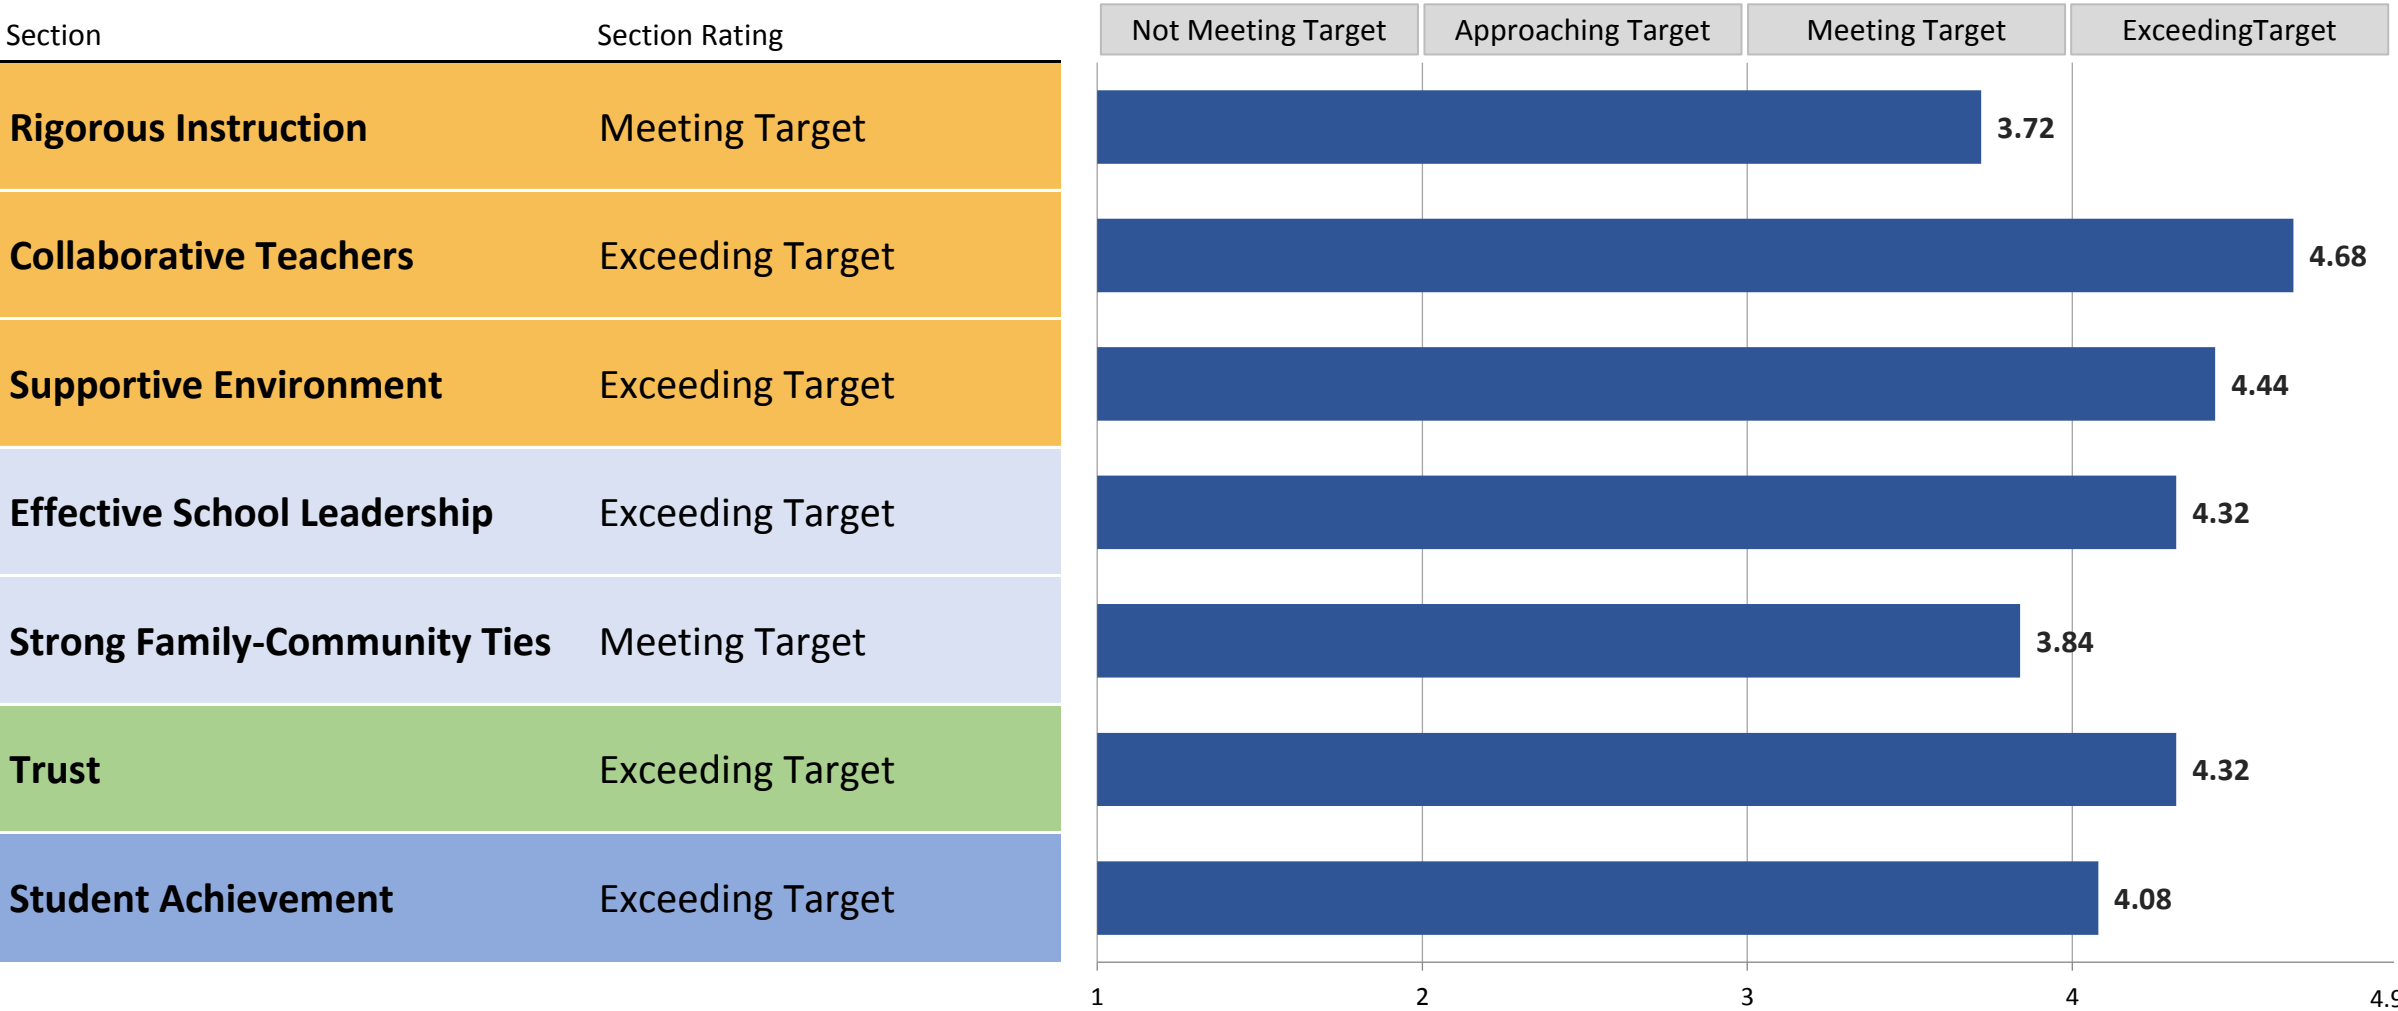 Section Section Rating Not Meeting Target Approaching Target Meeting Target ExceedingTarget
Rigorous Instruction Meeting Target 3.72
Collaborative Teachers Exceeding Target 4.68
Supportive Environment Exceeding Target 4.44
Effective School Leadership Exceeding Target 4.32
Strong Family-Community Ties Meeting Target 3.84
Trust Exceeding Target 4.32
Student Achievement Exceeding Target 4.08
1 2 3 4